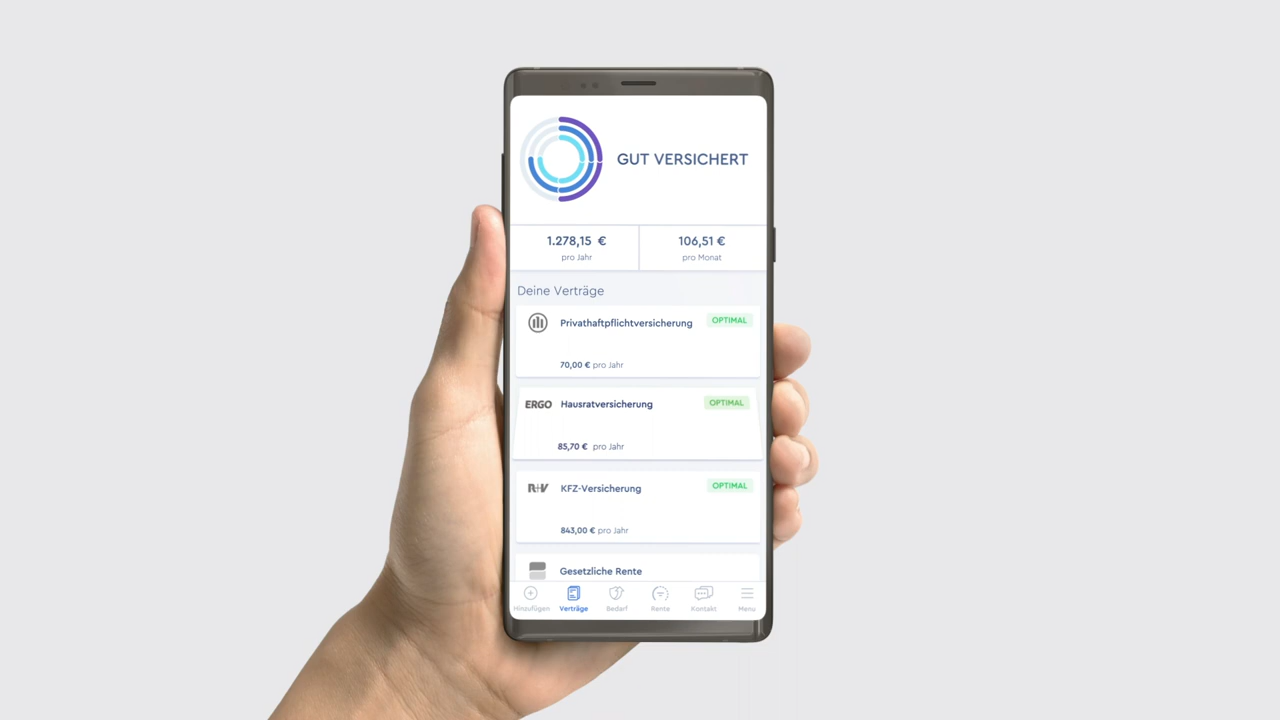 GUT VERSICHERT
1.278,15 €
106,51 €
pro Jahr
pro Monat
Deine Verträge
Privathaftpflichtversicherung
OPTIMAL
70,00 € pro Jahr
ERGO
Hausratversicherung
OPTIMAL
85,70 € pro Jahr
R+V
KFZ-Versicherung
OPTIMAL
843,00 € pro Jahr
Gesetzliche Rente
Hinzufügen
Verträge
Bedarf
Rente
Kontakt
Menu